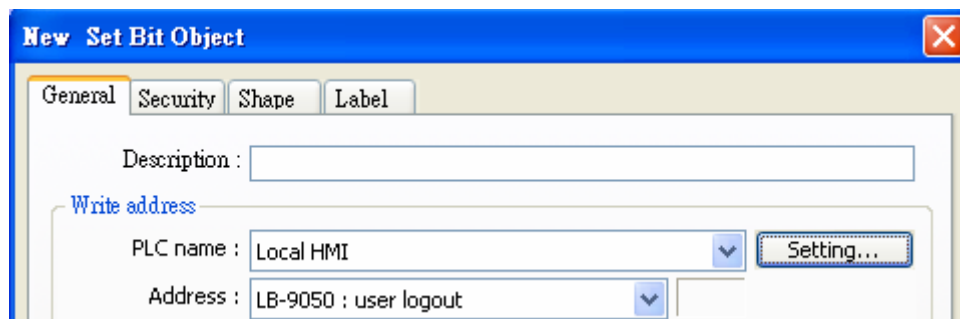 New Set Bit Object
General Security Shape Label
Description :
Write address
PLC name : Local HMI Setting...
Address : LB-9050 : user logout